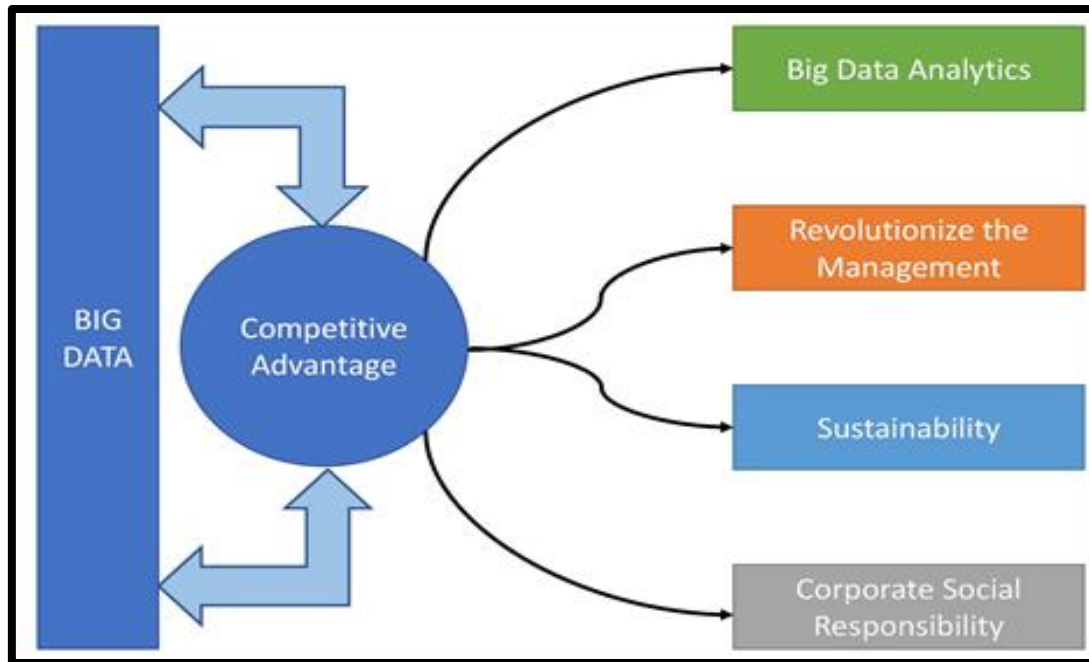 BIG
DATA
Competitive
Advantage
Big Data Analytics
Revolutionize the
Management
Sustainability
Corporate Social
Responsibility